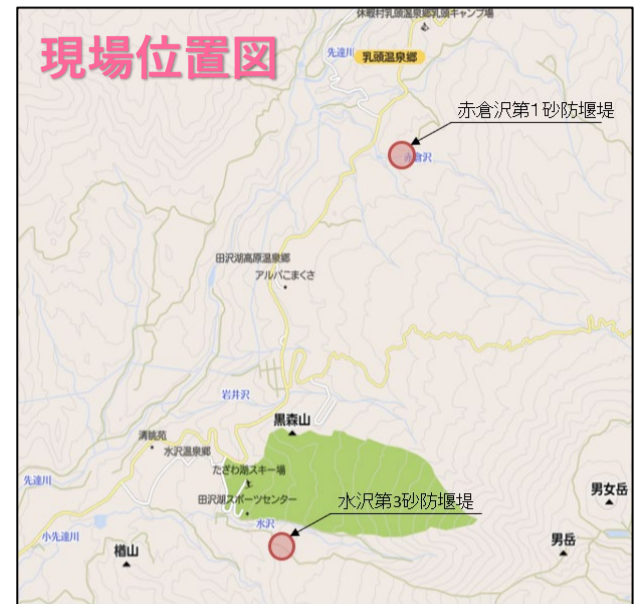 休暇村乳頭温泉郷乳頭キャンプ場
現場位置図
先達川
乳頭温泉郷
赤倉沢第1砂防堰堤
赤倉沢
田沢湖高原温泉郷
アルパこまくさ
岩井沢
黒森山
清眺苑
水沢温泉郷
たざわ湖スキー場
先達川
田沢湖スポーツセンター
水沢第3砂防堰堤
男女岳
水沢
小先達川
楢山
男岳